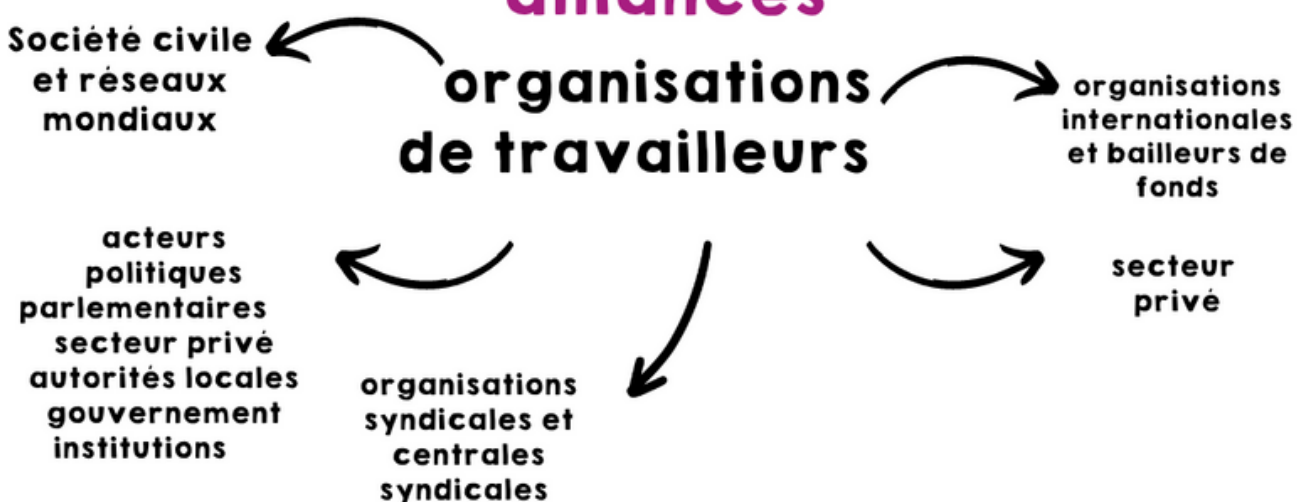 alliances
Société civile
et réseaux
mondiaux
organisations
de travailleurs
organisations
internationales
et bailleurs de
fonds
acteurs
politiques
parlementaires
secteur privé
autorités locales
gouvernement
institutions
organisations
syndicales et
centrales
syndicales
secteur
privé